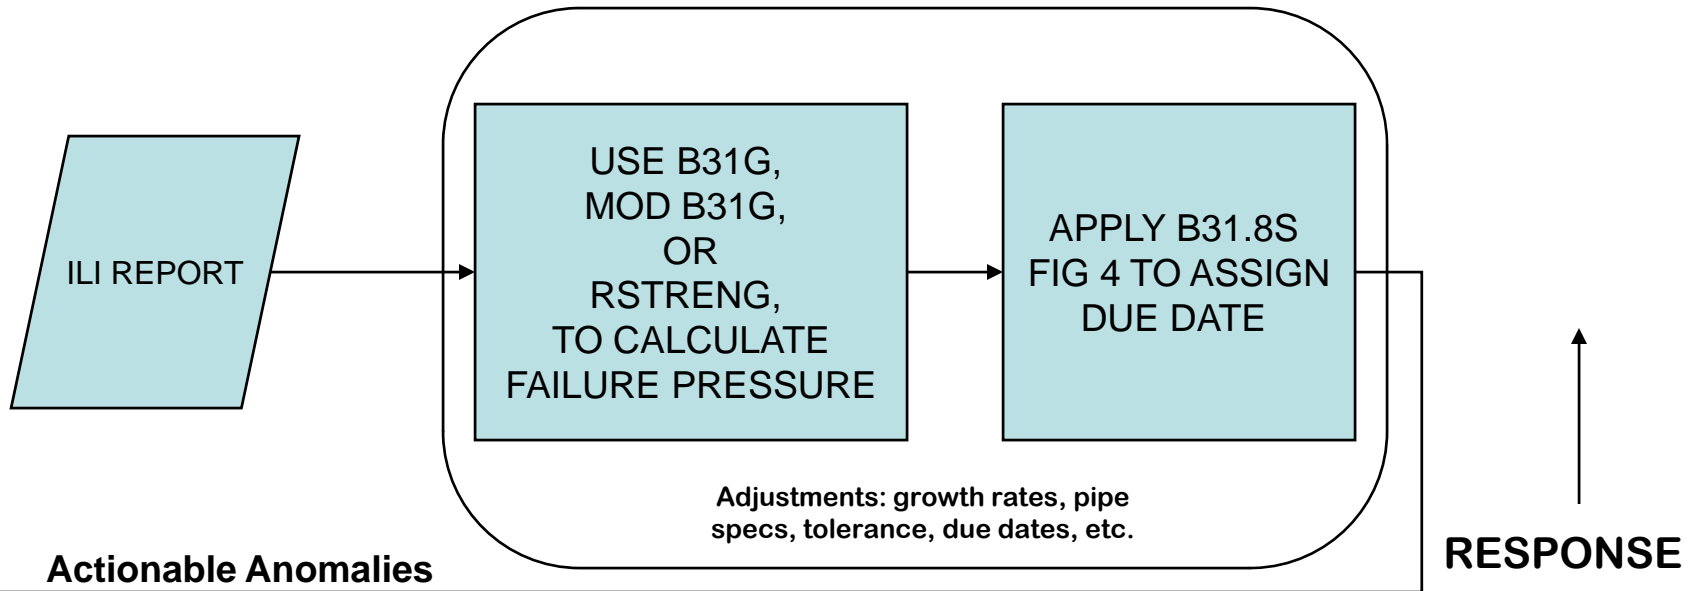 ILI REPORT
USE B31G,
MOD B31G,
OR
RSTRENG,
TO CALCULATE
FAILURE PRESSURE
APPLY B31.8S
FIG 4 TO ASSIGN
DUE DATE
Adjustments: growth rates, pipe
specs, tolerance, due dates, etc.
Actionable Anomalies
RESPONSE